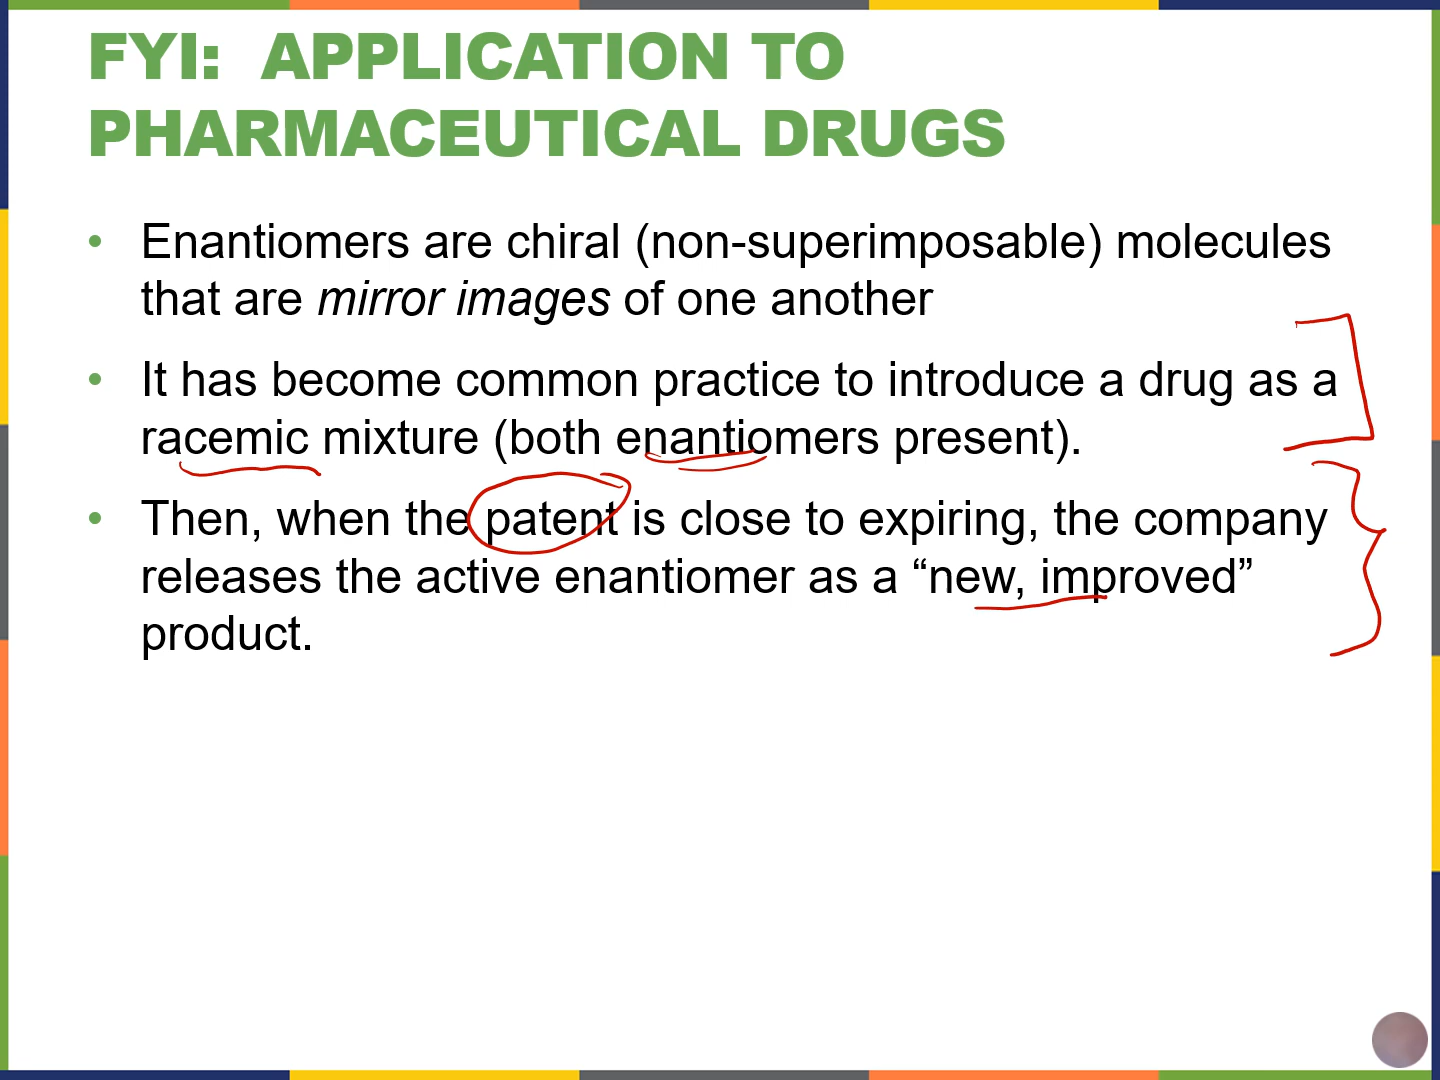 FYI: APPLICATION TO
PHARMACEUTICAL DRUGS
• Enantiomers are chiral (non-superimposable) molecules
that are mirror images of one another
• It has become common practice to introduce a drug as a
racemic mixture (both enantiomers present).
• Then, when the patent is close to expiring, the company
releases the active enantiomer as a “new, improved”
product.